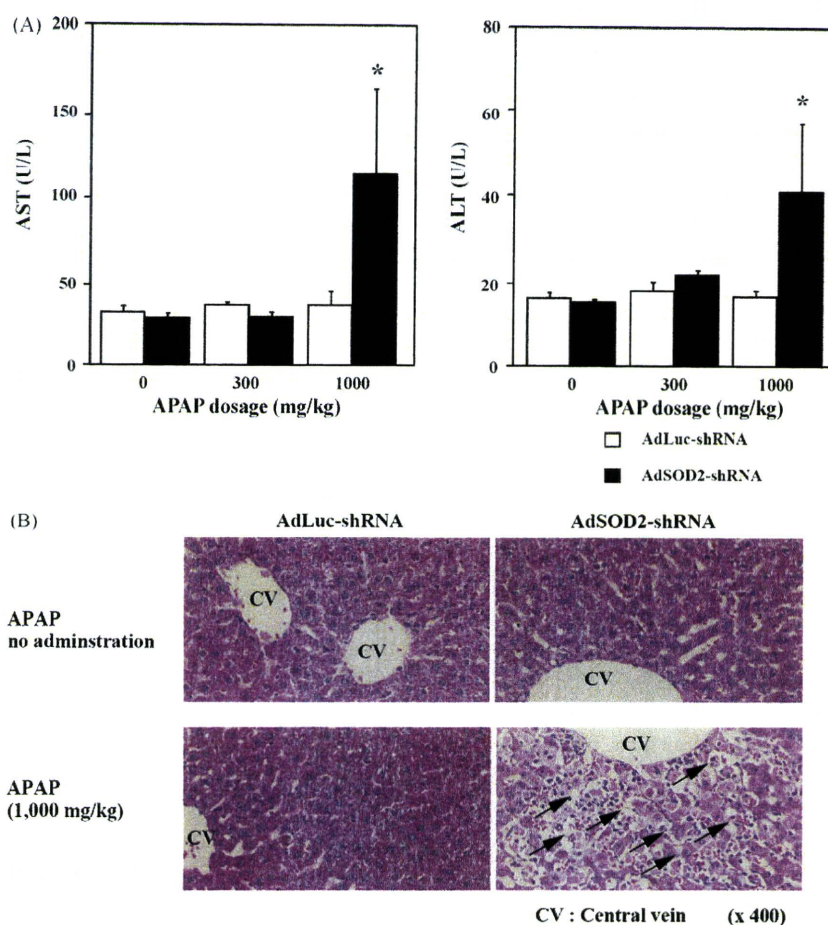 (A)
200
150
100
50
0
AST (U/L)
*
0 300 1000
APAP dosage (mg/kg)
80
60
40
20
0
ALT (U/L)
*
0 300 1000
APAP dosage (mg/kg)
AdLuc-shRNA
AdSOD2-shRNA
(B)
AdLuc-shRNA AdSOD2-shRNA
APAP
no adminstration
CV
CV
CV
APAP
(1,000 mg/kg)
CV
CV
CV : Central vein (x 400)